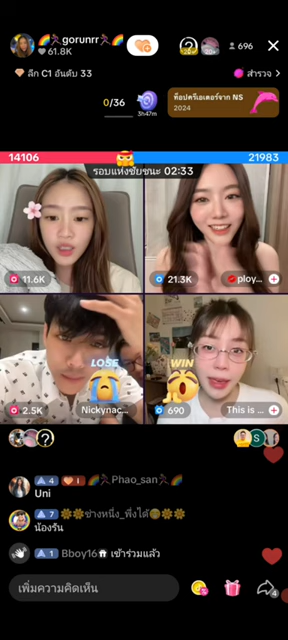 🌈🏃gorunrr🏃🌈
61.8K
696
ลีก C1 อันดับ 33
สำรวจ >
0/36
3h47m
ท็อปครีเอเตอร์จาก NS
2024
14106
21983
รอบแห่งชัยชนะ 02:33
11.6K
21.3K
ploy...
LOSE
WIN
2.5K
Nickynac...
690
This is ...
4 🌈🏃Phao_san🏃🌈
Uni
7 ช่างหนึ่ง_พึ่งได้
น้องรัน
1 Bboy16 เข้าร่วมแล้ว
เพิ่มความคิดเห็น
4